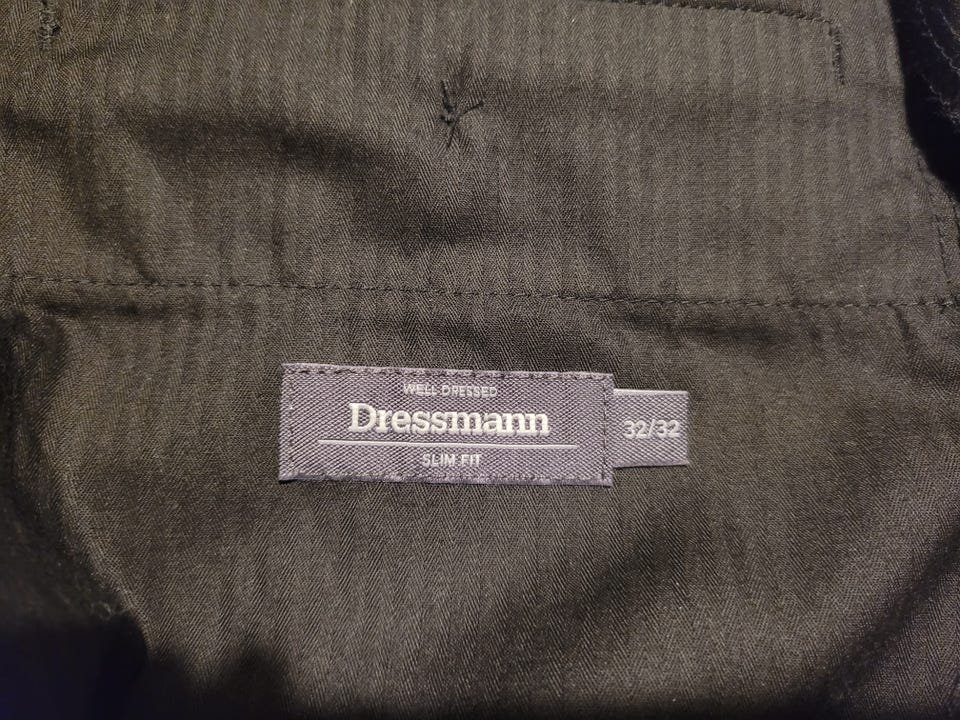 WELL DRESSED
Dressmann
SLIM FIT
32/32